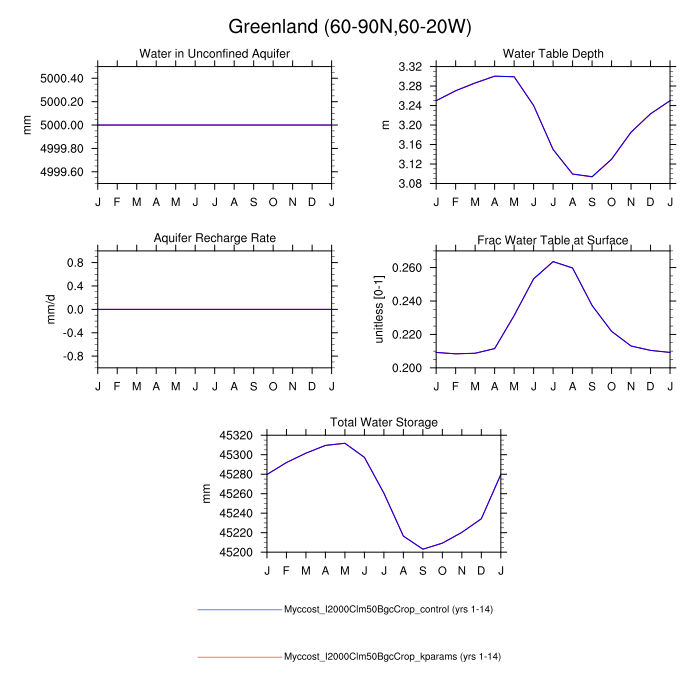 Greenland (60-90N,60-20W)
Water in Unconfined Aquifer
mm
5000.40
5000.20
5000.00
4999.80
4999.60
J F M A M J J A S O N D J
Water Table Depth
m
3.32
3.28
3.24
3.20
3.16
3.12
3.08
J F M A M J J A S O N D J
Aquifer Recharge Rate
mm/d
0.8
0.4
0.0
-0.4
-0.8
J F M A M J J A S O N D J
Frac Water Table at Surface
unitless [0-1]
0.260
0.240
0.220
0.200
J F M A M J J A S O N D J
Total Water Storage
mm
45320
45300
45280
45260
45240
45220
45200
J F M A M J J A S O N D J
Myccost_I2000Clm50BgcCrop_control (yrs 1-14)
Myccost_I2000Clm50BgcCrop_kparams (yrs 1-14)